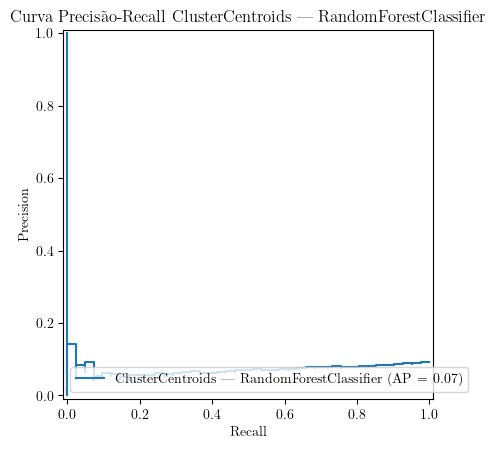 Curva Precisão-Recall ClusterCentroids — RandomForestClassifier
1.0
0.8
0.6
0.4
0.2
0.0
Precision
ClusterCentroids — RandomForestClassifier (AP = 0.07)
0.0 0.2 0.4 0.6 0.8 1.0
Recall